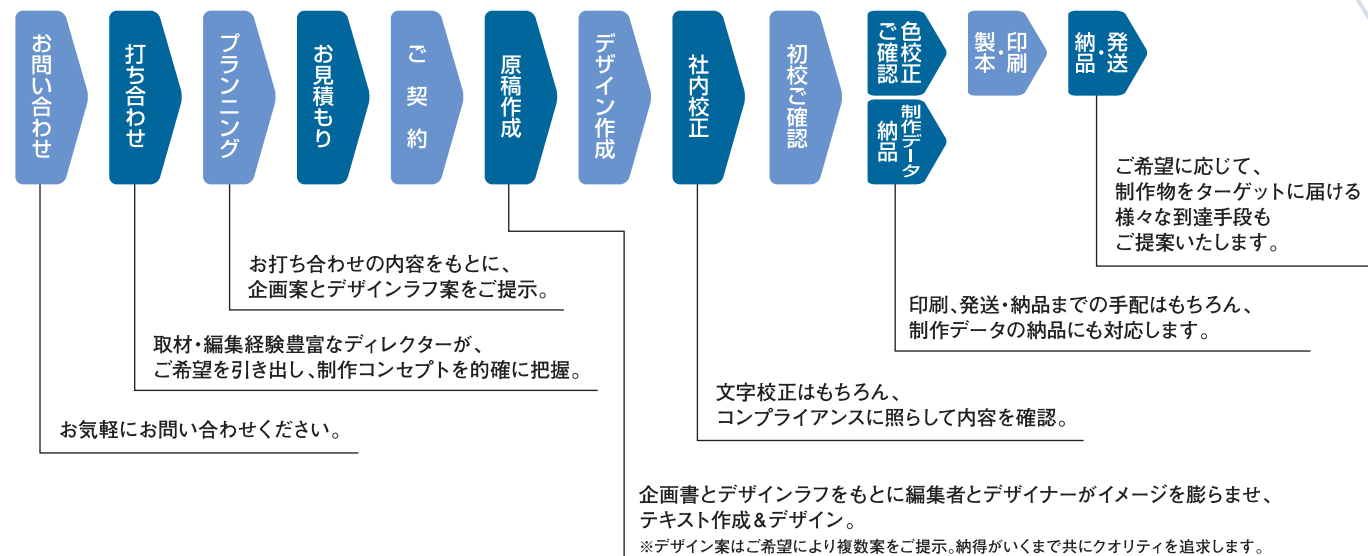 お問い合わせ
打ち合わせ
プランニング
お見積もり
ご契約
原稿作成
デザイン作成
社内校正
初校ご確認
色校正
ご確認
制作データ
納品
印刷・
製本
発送・
納品
ご希望に応じて、
制作物をターゲットに届ける
様々な到達手段も
ご提案いたします。
お打ち合わせの内容をもとに、
企画案とデザインラフ案をご提示。
印刷、発送・納品までの手配はもちろん、
制作データの納品にも対応します。
取材・編集経験豊富なディレクターが、
ご希望を引き出し、制作コンセプトを的確に把握。
文字校正はもちろん、
コンプライアンスに照らして内容を確認。
お気軽にお問い合わせください。
企画書とデザインラフをもとに編集者とデザイナーがイメージを膨らませ、
テキスト作成&デザイン。
※デザイン案はご希望により複数案をご提示。納得がいくまで共にクオリティを追求します。